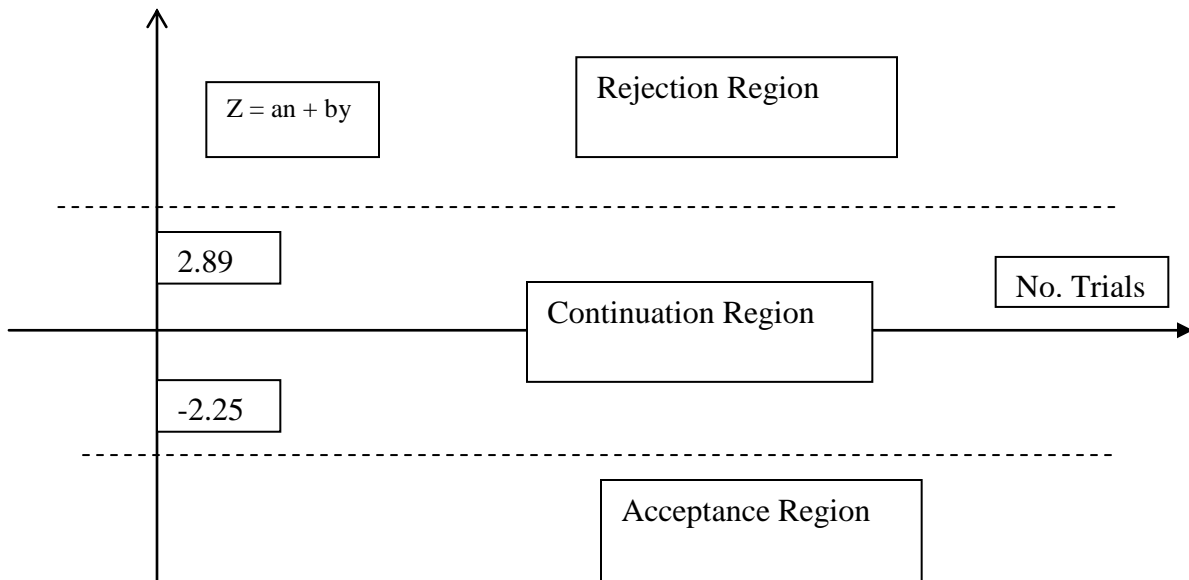 Rejection Region
Z = an + by
2.89
No. Trials
Continuation Region
-2.25
Acceptance Region